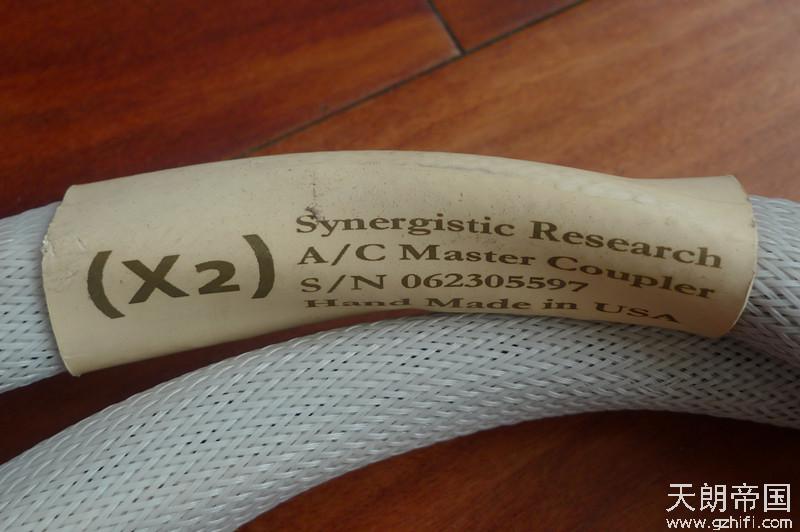 (X2)
Synergistic Research
A/C Master Coupler
S/N 062305597
Hand Made in USA
天朗帝国
www.gzhifi.com